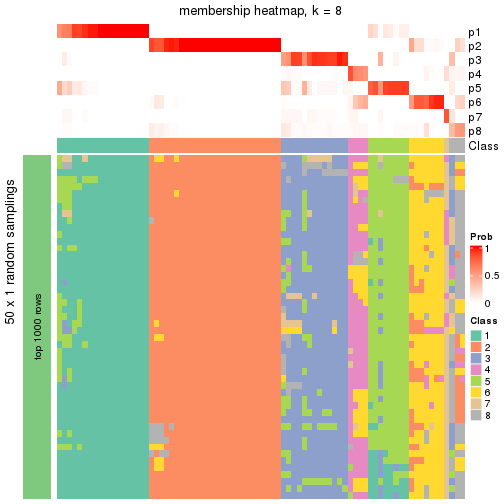 membership heatmap, k = 8
p1
p2
p3
p4
p5
p6
p7
p8
Class
50 x 1 random samplings
top 1000 rows
Prob
1
0.5
0
Class
1
2
3
4
5
6
7
8